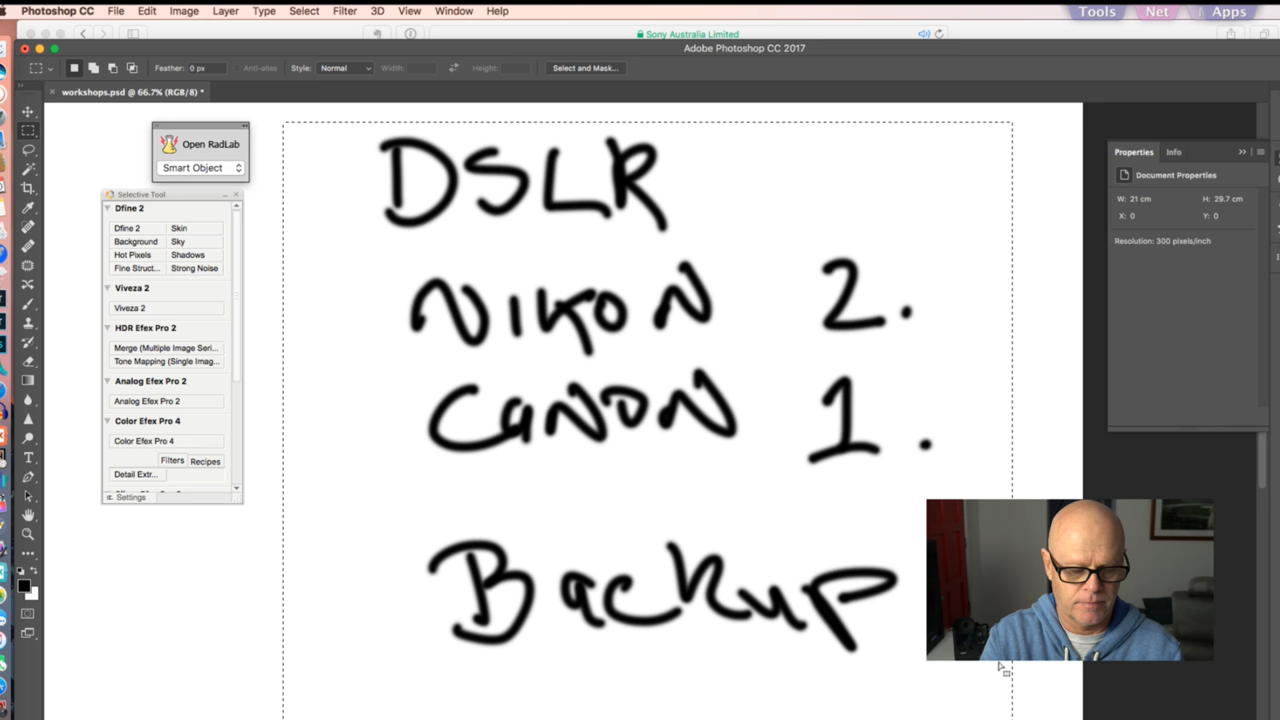 Photoshop CC File Edit Image Layer Type Select Filter 3D View Window Help
Tools Net Apps
Sony Australia Limited
Adobe Photoshop CC 2017
Feather: 0 px Anti-alias Style: Normal Width: Height: Select and Mask...
workshops.psd @ 66.7% (RGB/8) *
Open RadLab
Smart Object
Selective Tool
Dfine 2
Dfine 2 Skin
Background Sky
Hot Pixels Shadows
Fine Struct... Strong Noise
Viveza 2
Viveza 2
HDR Efex Pro 2
Merge (Multiple Image Seri...
Tone Mapping (Single Imag...
Analog Efex Pro 2
Analog Efex Pro 2
Color Efex Pro 4
Color Efex Pro 4
Filters Recipes
Detail Extr...
Settings
DSLR
NIKON 2.
CANON 1.
Backup
Properties Info
Document Properties
W: 21 cm H: 29.7 cm
X: 0 Y: 0
Resolution: 300 pixels/inch